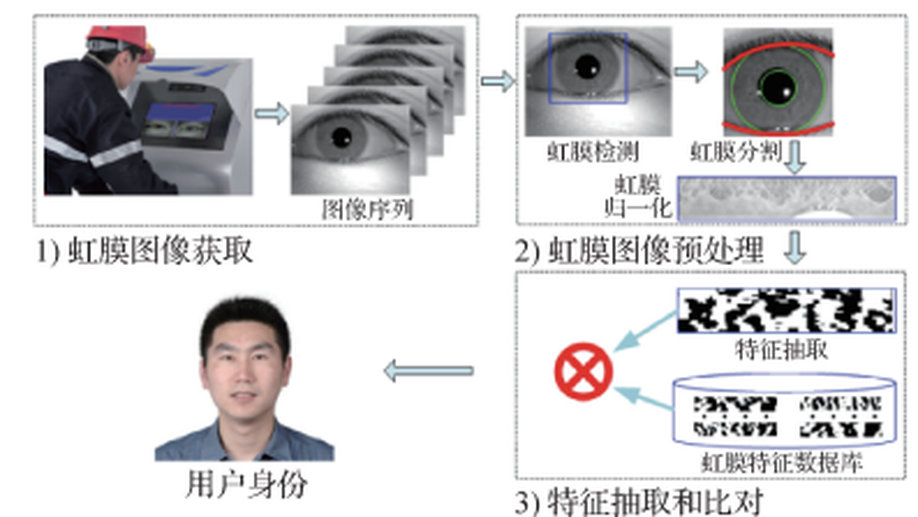 图像序列
1) 虹膜图像获取
虹膜检测
虹膜分割
虹膜
归一化
2) 虹膜图像预处理
特征抽取
虹膜特征数据库
3) 特征抽取和比对
用户身份